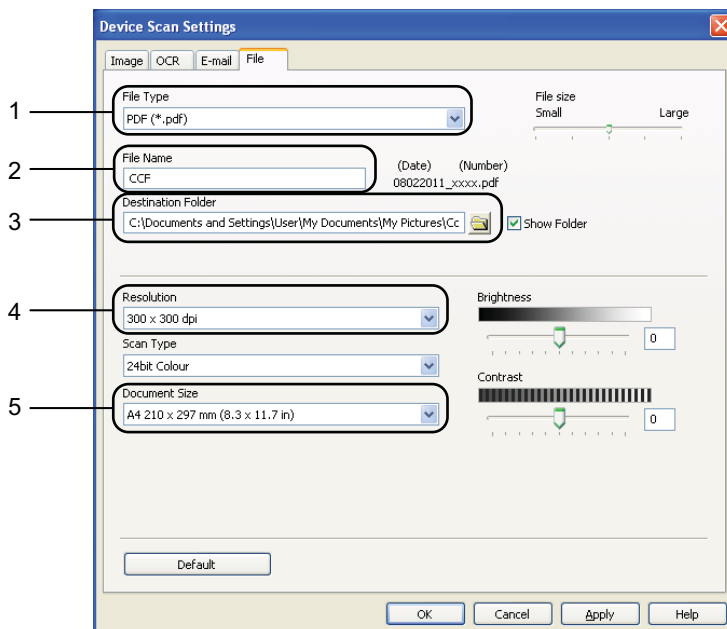 Device Scan Settings
Image OCR E-mail File
1
File Type
PDF (*.pdf)
File size
Small Large
2
File Name
CCF
(Date) (Number)
08022011_xxxx.pdf
3
Destination Folder
C:\Documents and Settings\User\My Documents\My Pictures\Cc
Show Folder
4
Resolution
300 x 300 dpi
Brightness
0
Scan Type
24bit Colour
Contrast
0
5
Document Size
A4 210 x 297 mm (8.3 x 11.7 in)
Default
OK Cancel Apply Help